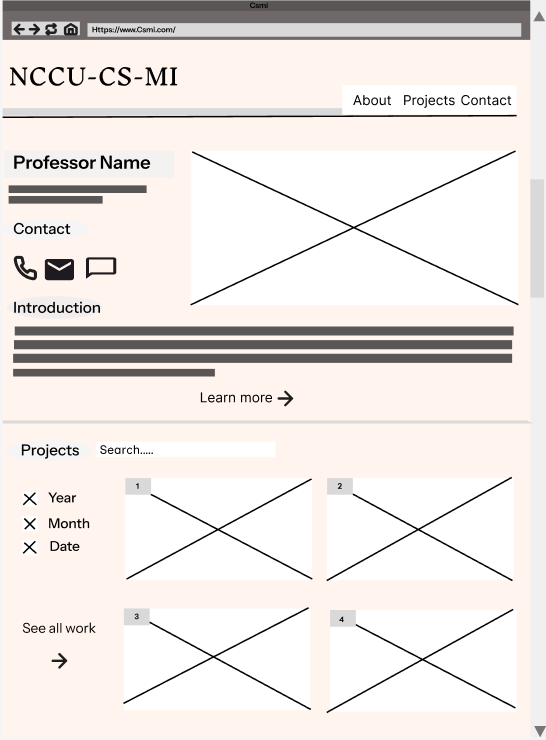 Csmi
Https://www.Csmi.com/
NCCU-CS-MI
About Projects Contact
Professor Name
Contact
Introduction
Learn more
Projects
Search.....
Year
Month
Date
1
2
See all work
3
4